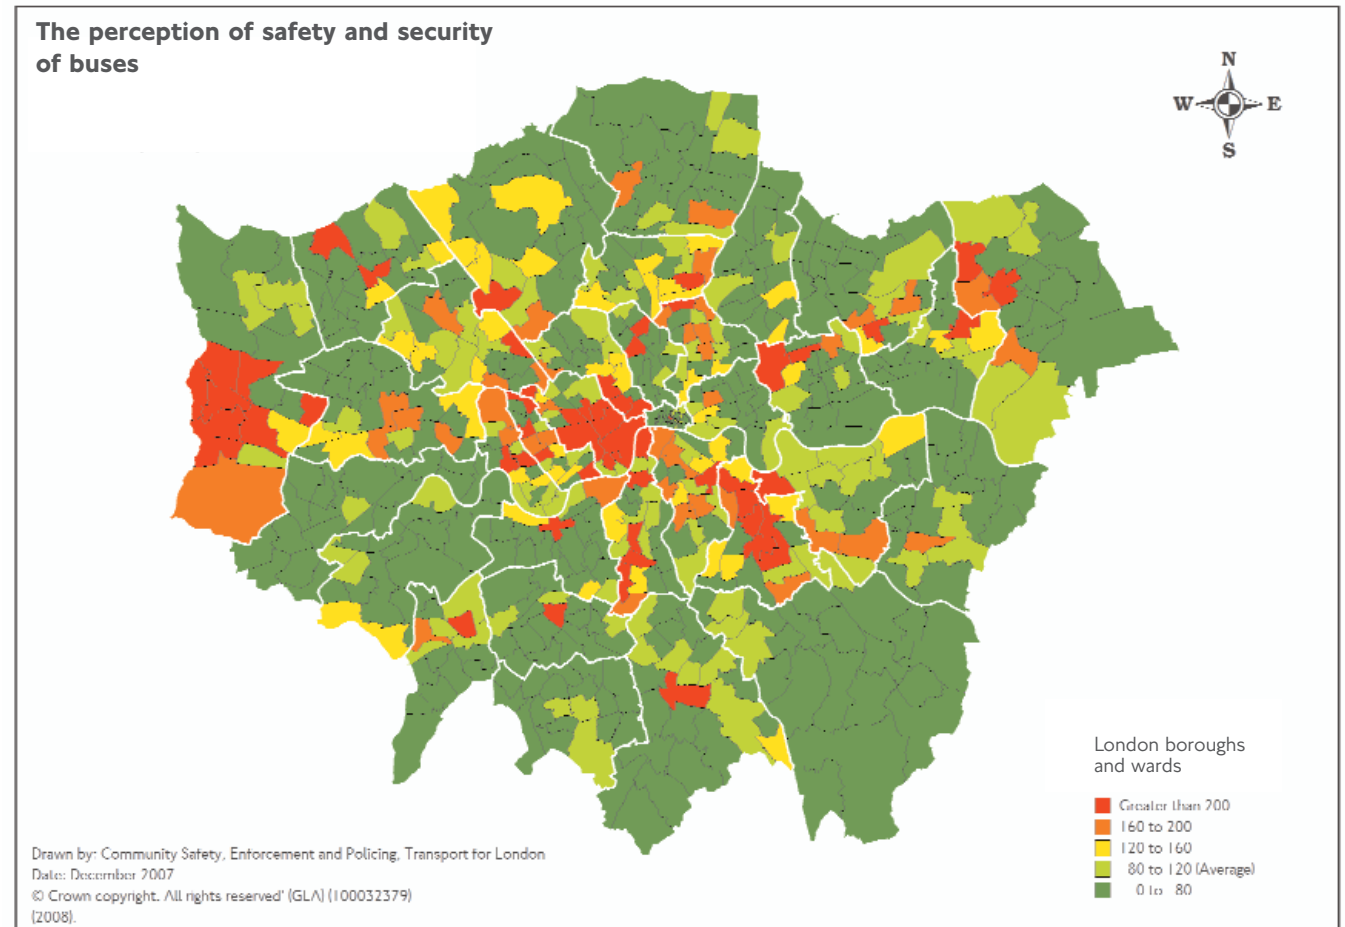 The perception of safety and security
of buses
N
W E
S
London boroughs
and wards
Greater than 200
160 to 200
120 to 160
80 to 120 (Average)
0 to 80
Drawn by: Community Safety, Enforcement and Policing, Transport for London
Date: December 2007
© Crown copyright. All rights reserved' (GLA) (100032379)
(2008).